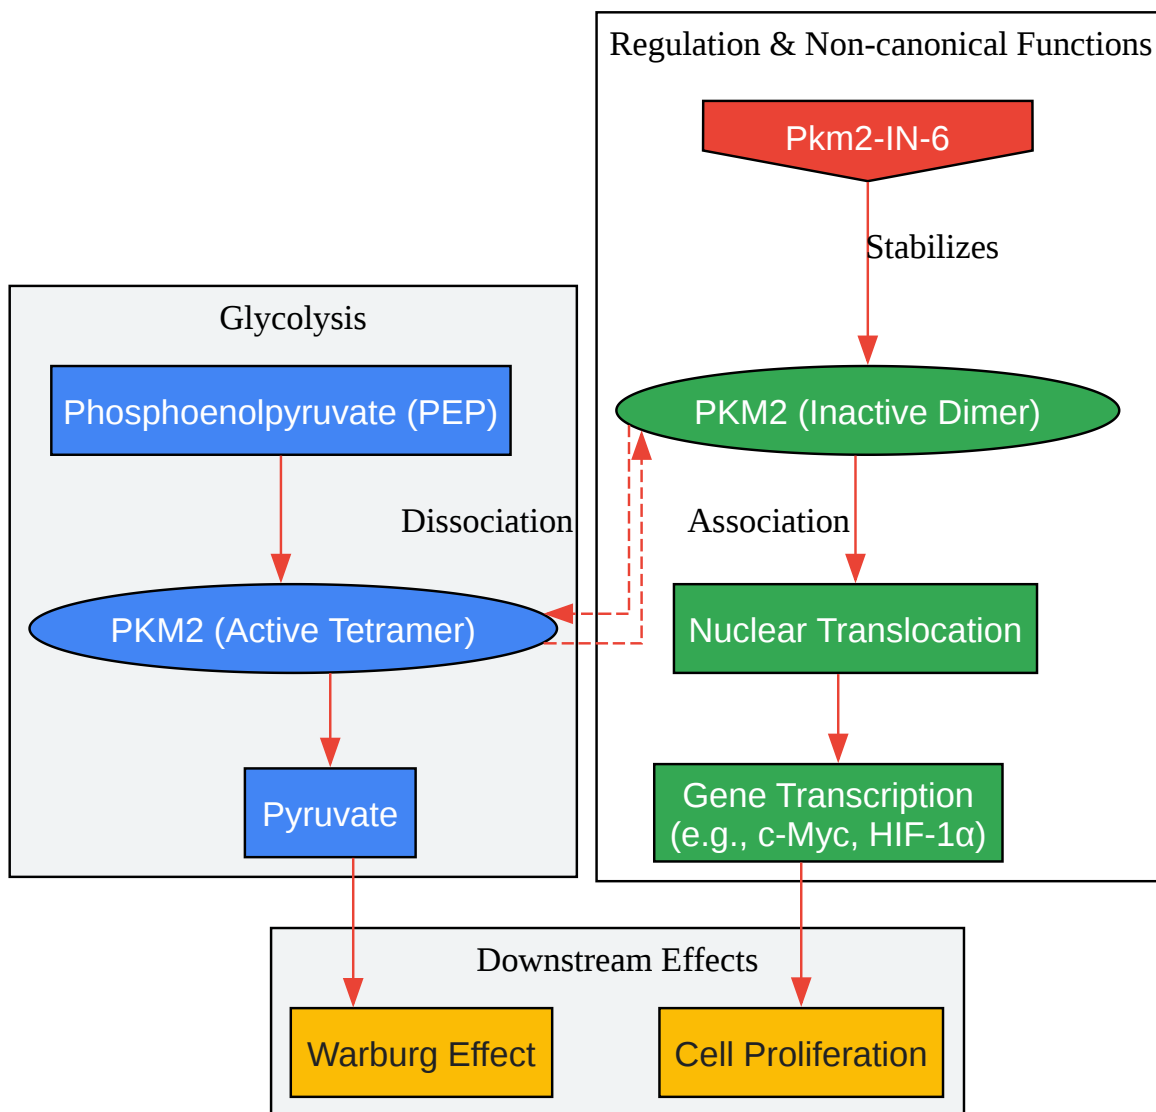 Regulation & Non-canonical Functions
Pkm2-IN-6
Stabilizes
Glycolysis
Phosphoenolpyruvate (PEP)
PKM2 (Inactive Dimer)
Dissociation
Association
PKM2 (Active Tetramer)
Nuclear Translocation
Pyruvate
Gene Transcription
(e.g., c-Myc, HIF-1α)
Downstream Effects
Warburg Effect
Cell Proliferation